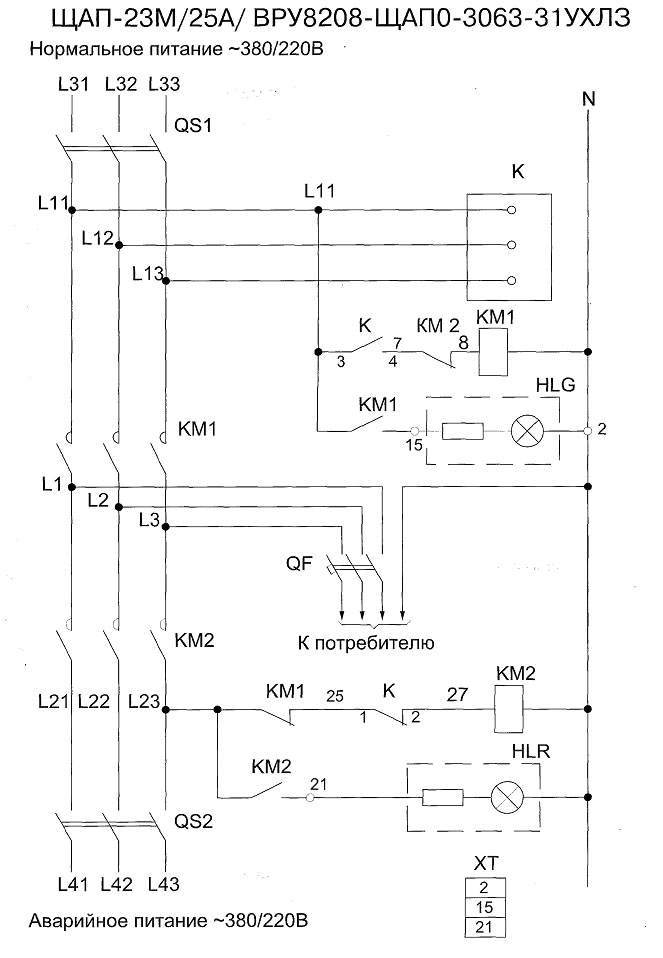 ЩАП-23М/25А/ ВРУ8208-ЩАП0-3063-31УХЛ3
Нормальное питание ~380/220В
L31 L32 L33
N
QS1
K
L11
L11
L12
L13
K
КМ 2
KM1
3
7
4
8
HLG
KM1
15
2
KM1
L1
L2
L3
QF
К потребителю
KM2
L21 L22 L23
KM1
25
K
1
2
27
KM2
KM2
21
HLR
QS2
L41 L42 L43
XT
2
15
21
Аварийное питание ~380/220В